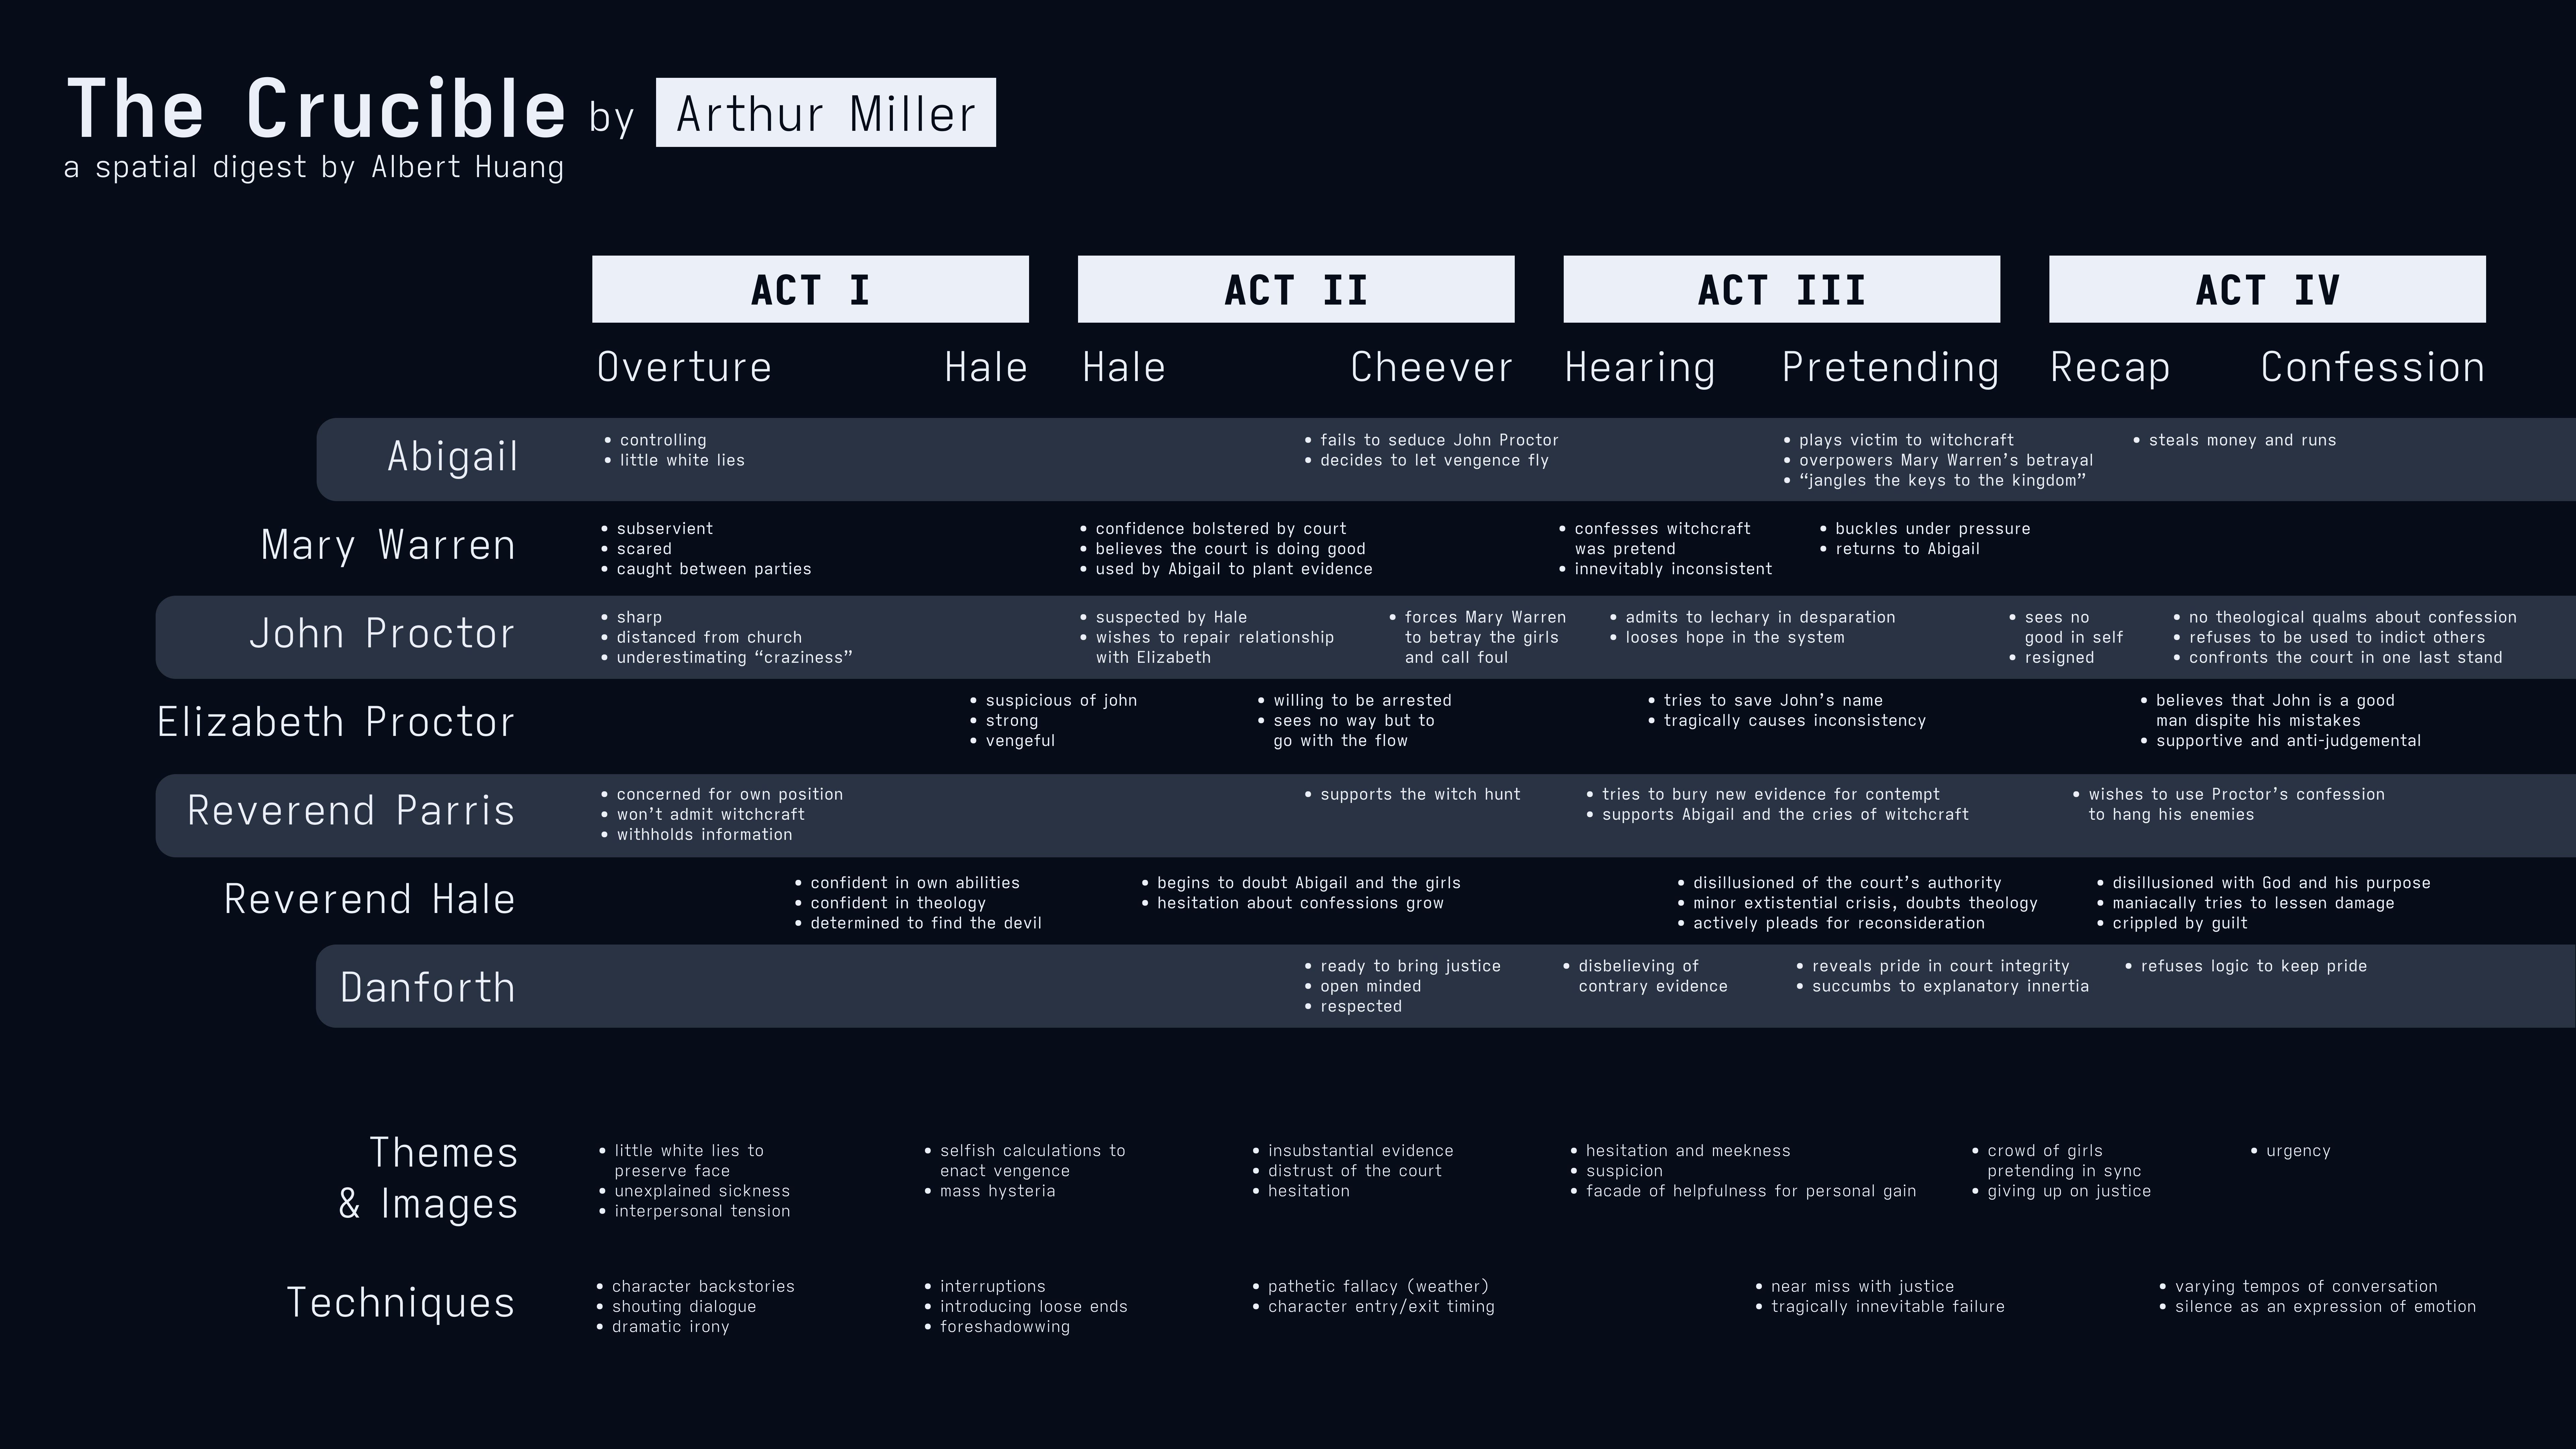 The Crucible by Arthur Miller
a spatial digest by Albert Huang
ACT I
ACT II
ACT III
ACT IV
Overture
Hale
Hale
Cheever
Hearing
Pretending
Recap
Confession
Abigail
• controlling
• little white lies
• fails to seduce John Proctor
• decides to let vengence fly
• plays victim to witchcraft
• overpowers Mary Warren’s betrayal
• “jangles the keys to the kingdom”
• steals money and runs
Mary Warren
• subservient
• scared
• caught between parties
• confidence bolstered by court
• believes the court is doing good
• used by Abigail to plant evidence
• confesses witchcraft
was pretend
• innevitably inconsistent
• buckles under pressure
• returns to Abigail
John Proctor
• sharp
• distanced from church
• underestimating “craziness”
• suspected by Hale
• wishes to repair relationship
with Elizabeth
• forces Mary Warren
to betray the girls
and call foul
• admits to lechary in desparation
• looses hope in the system
• sees no
good in self
• resigned
• no theological qualms about confession
• refuses to be used to indict others
• confronts the court in one last stand
Elizabeth Proctor
• suspicious of john
• strong
• vengeful
• willing to be arrested
• sees no way but to
go with the flow
• tries to save John’s name
• tragically causes inconsistency
• believes that John is a good
man dispite his mistakes
• supportive and anti-judgemental
Reverend Parris
• concerned for own position
• won’t admit witchcraft
• withholds information
• supports the witch hunt
• tries to bury new evidence for contempt
• supports Abigail and the cries of witchcraft
• wishes to use Proctor’s confession
to hang his enemies
Reverend Hale
• confident in own abilities
• confident in theology
• determined to find the devil
• begins to doubt Abigail and the girls
• hesitation about confessions grow
• disillusioned of the court’s authority
• minor extistential crisis, doubts theology
• actively pleads for reconsideration
• disillusioned with God and his purpose
• maniacally tries to lessen damage
• crippled by guilt
Danforth
• ready to bring justice
• open minded
• respected
• disbelieving of
contrary evidence
• reveals pride in court integrity
• succumbs to explanatory innertia
• refuses logic to keep pride
Themes
& Images
• little white lies to
preserve face
• unexplained sickness
• interpersonal tension
• selfish calculations to
enact vengence
• mass hysteria
• insubstantial evidence
• distrust of the court
• hesitation
• hesitation and meekness
• suspicion
• facade of helpfulness for personal gain
• crowd of girls
pretending in sync
• giving up on justice
• urgency
Techniques
• character backstories
• shouting dialogue
• dramatic irony
• interruptions
• introducing loose ends
• foreshadowwing
• pathetic fallacy (weather)
• character entry/exit timing
• near miss with justice
• tragically innevitable failure
• varying tempos of conversation
• silence as an expression of emotion